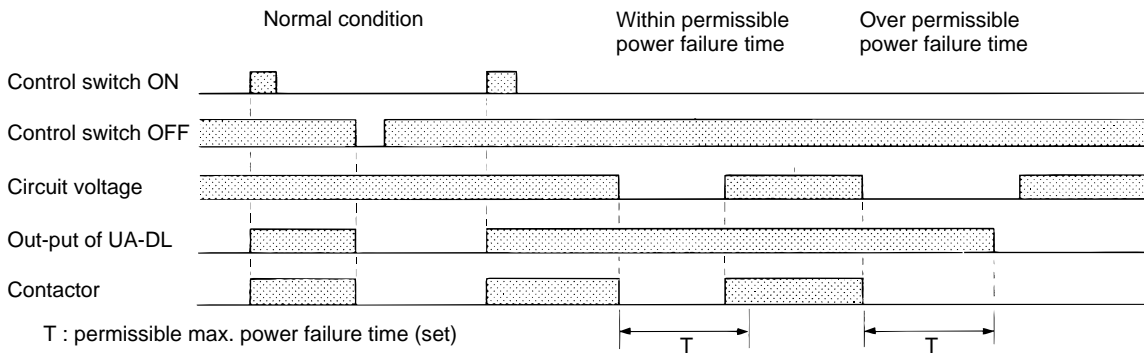 Normal condition
Within permissible
power failure time
Over permissible
power failure time
Control switch ON
Control switch OFF
Circuit voltage
Out-put of UA-DL
Contactor
T : permissible max. power failure time (set)
T
T